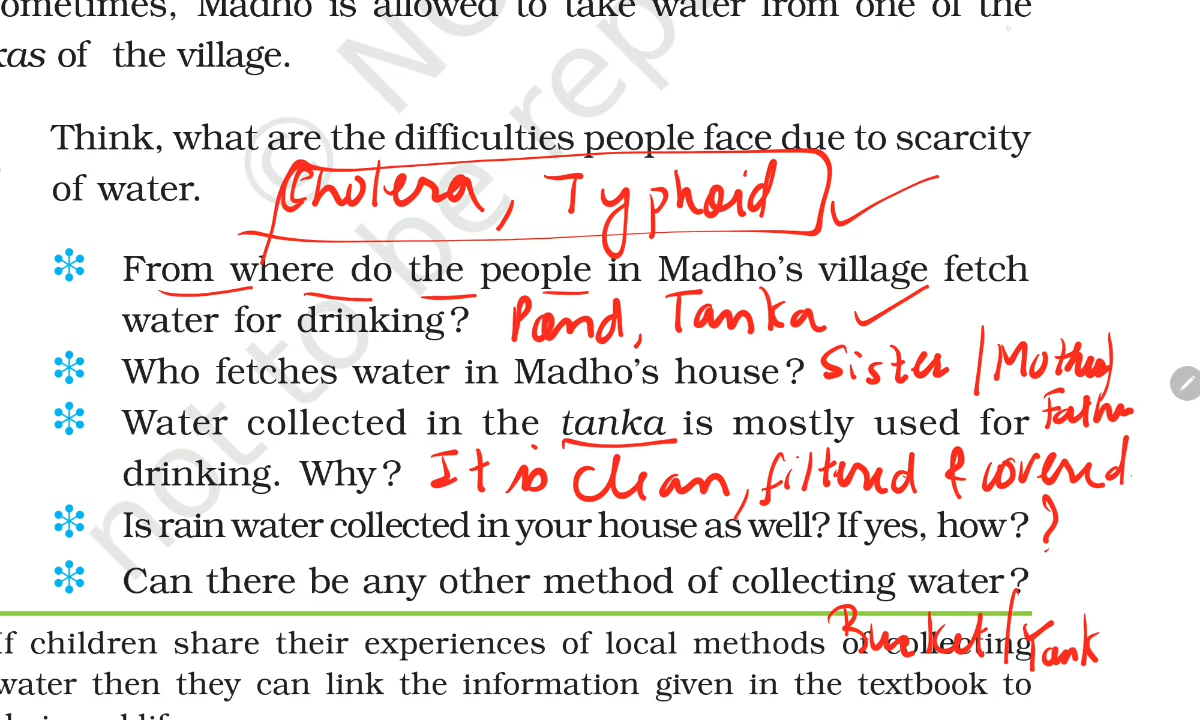 ometimes, Madho is allowed to take water from one of the
kas of the village.
Think, what are the difficulties people face due to scarcity
of water.
Cholera, Typhoid
From where do the people in Madho's village fetch
water for drinking? Pond, Tanka
Who fetches water in Madho's house? Sister / Mother
Father
Water collected in the tanka is mostly used for
drinking. Why? It is clean, filtered & covered
Is rain water collected in your house as well? If yes, how? ?
Can there be any other method of collecting water?
Bucket / Tank
If children share their experiences of local methods of collecting
water then they can link the information given in the textbook to
not to be rep
© N